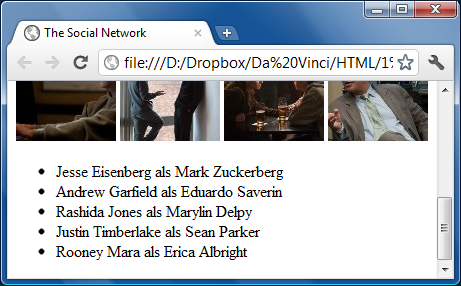 The Social Network
file:///D:/Dropbox/Da%20Vinci/HTML/1%
Jesse Eisenberg als Mark Zuckerberg
Andrew Garfield als Eduardo Saverin
Rashida Jones als Marylin Delpy
Justin Timberlake als Sean Parker
Rooney Mara als Erica Albright